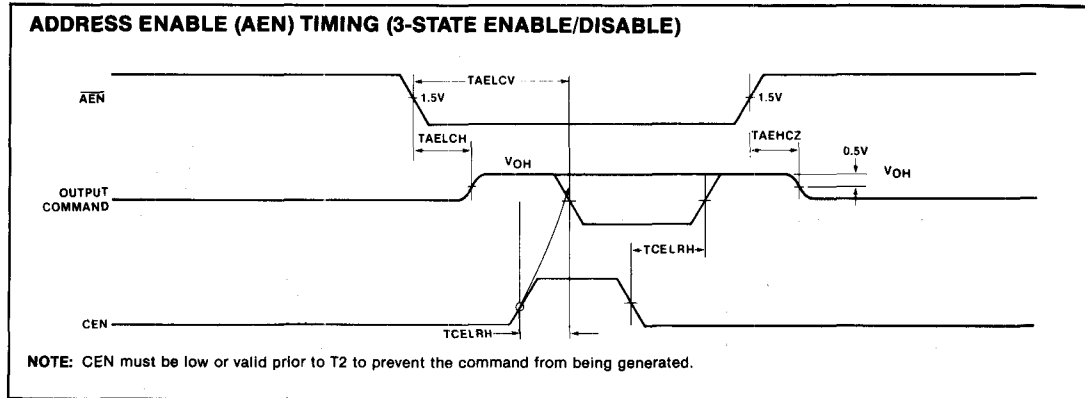 ADDRESS ENABLE (AEN) TIMING (3-STATE ENABLE/DISABLE)
TAELCV
AEN
1.5V
1.5V
TAELCH
TAEHCZ
0.5V
VOH
VOH
OUTPUT
COMMAND
TCELRH
CEN
TCELRH
NOTE: CEN must be low or valid prior to T2 to prevent the command from being generated.